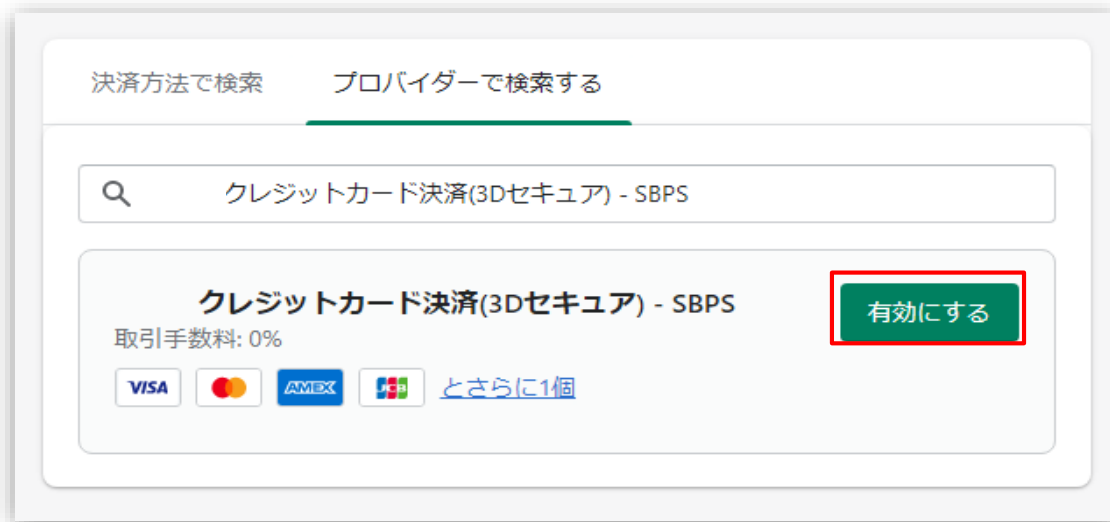 決済方法で検索 プロバイダーで検索する
クレジットカード決済(3Dセキュア) - SBPS
クレジットカード決済(3Dセキュア) - SBPS
有効にする
取引手数料: 0%
VISA AMEX JCB とさらに1個